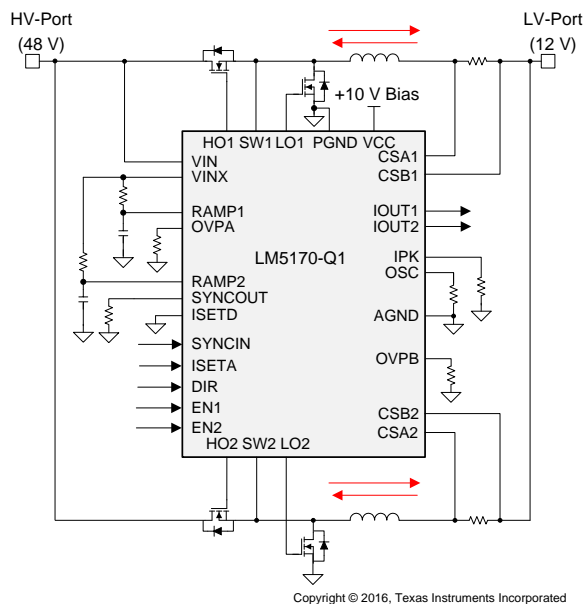 HV-Port
(48 V)
LV-Port
(12 V)
+10 V Bias
HO1 SW1 LO1 PGND VCC
VIN
VINX
CSA1
CSB1
RAMP1
OVPA
IOUT1
IOUT2
LM5170-Q1
IPK
OSC
RAMP2
SYNCOUT
ISETD
AGND
SYNCIN
ISETA
DIR
EN1
EN2
OVPB
CSB2
CSA2
HO2 SW2 LO2
Copyright © 2016, Texas Instruments Incorporated